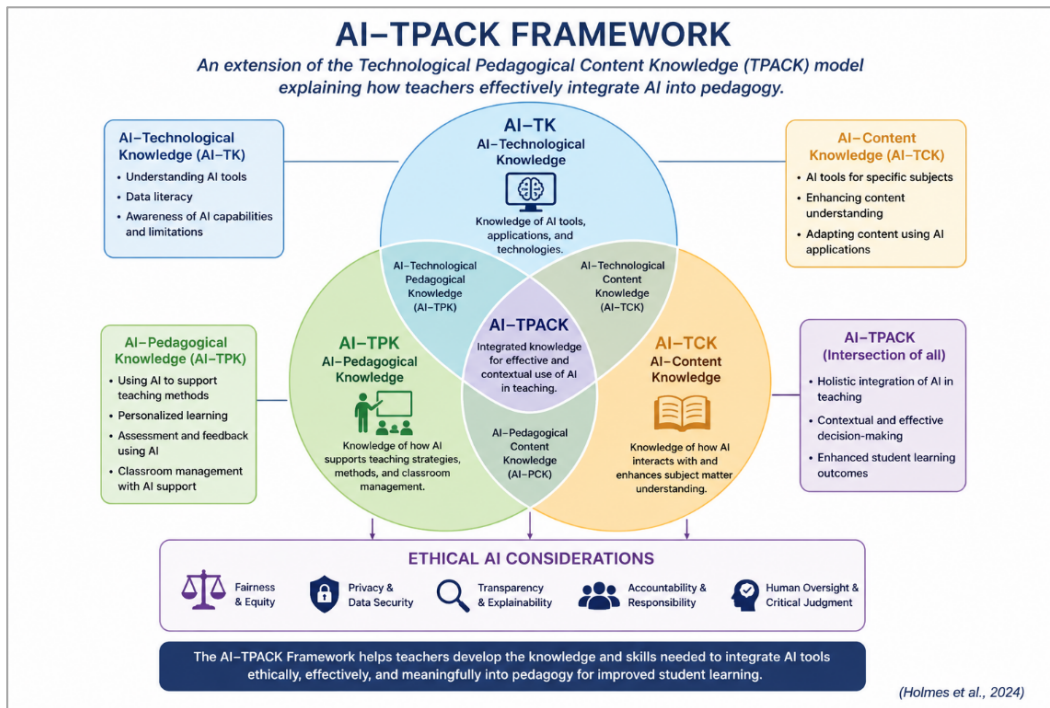 AI–TPACK FRAMEWORK
An extension of the Technological Pedagogical Content Knowledge (TPACK) model
explaining how teachers effectively integrate AI into pedagogy.
AI–Technological
Knowledge (AI–TK)
• Understanding AI tools
• Data literacy
• Awareness of AI capabilities
and limitations
AI–TK
AI–Technological
Knowledge
Knowledge of AI tools,
applications, and
technologies.
AI–Content
Knowledge (AI–TCK)
• AI tools for specific subjects
• Enhancing content
understanding
• Adapting content using AI
applications
AI–Technological
Pedagogical
Knowledge
(AI–TPK)
AI–Technological
Content
Knowledge
(AI–TCK)
AI–Pedagogical
Knowledge (AI–TPK)
• Using AI to support
teaching methods
• Personalized learning
• Assessment and feedback
using AI
• Classroom management
with AI support
AI–TPK
AI–Pedagogical
Knowledge
Knowledge of how AI
supports teaching strategies,
methods, and classroom
management.
AI–TPACK
Integrated knowledge
for effective and
contextual use of AI
in teaching.
AI–TCK
AI–Content
Knowledge
Knowledge of how AI
interacts with and
enhances subject matter
understanding.
AI–Pedagogical
Content
Knowledge
(AI–PCK)
AI–TPACK
(Intersection of all)
• Holistic integration of AI in
teaching
• Contextual and effective
decision-making
• Enhanced student learning
outcomes
ETHICAL AI CONSIDERATIONS
Fairness
& Equity
Privacy &
Data Security
Transparency
& Explainability
Accountability &
Responsibility
Human Oversight &
Critical Judgment
The AI–TPACK Framework helps teachers develop the knowledge and skills needed to integrate AI tools
ethically, effectively, and meaningfully into pedagogy for improved student learning.
(Holmes et al., 2024)